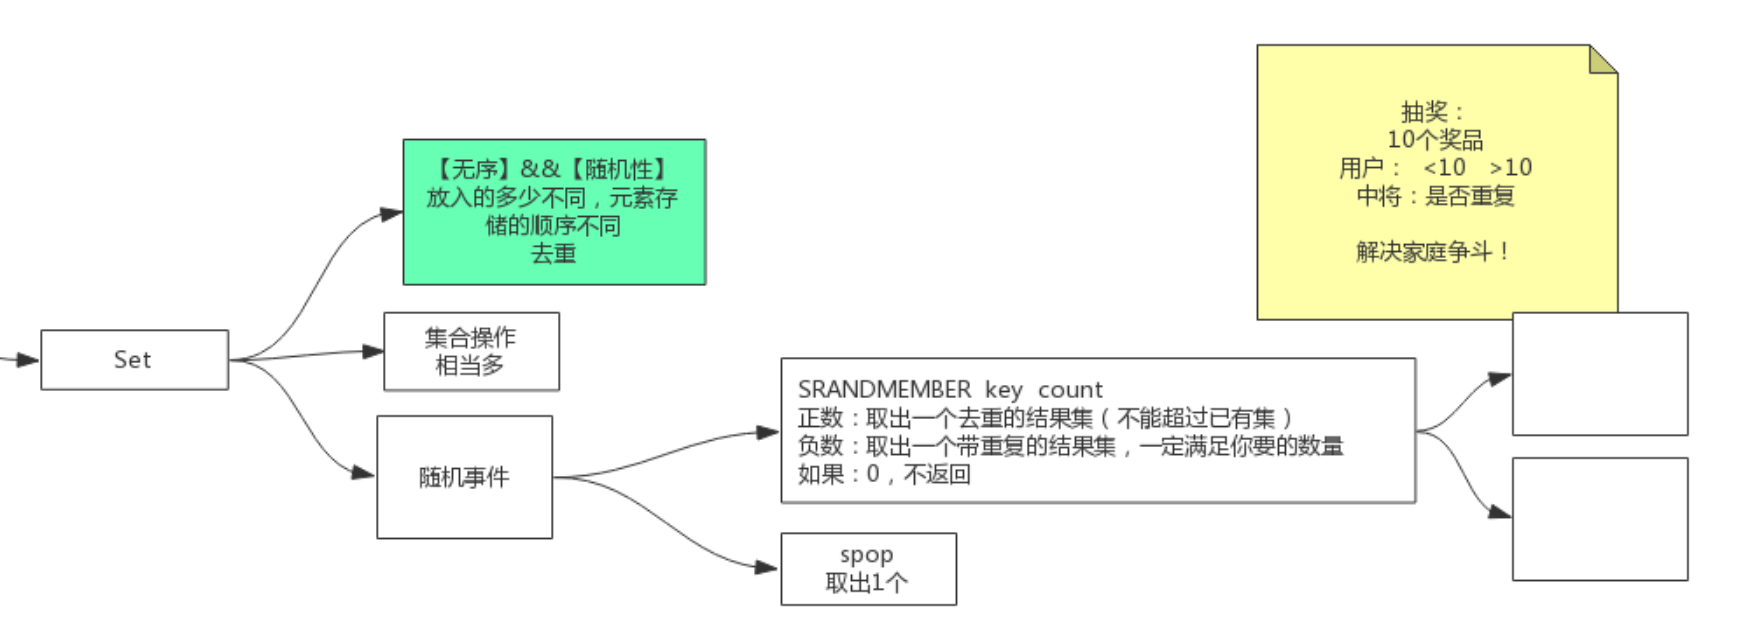 抽奖：
10个奖品
用户： <10 >10
中将：是否重复
解决家庭争斗！
【无序】&&【随机性】
放入的多少不同，元素存
储的顺序不同
去重
Set
集合操作
相当多
随机事件
SRANDMEMBER key count
正数：取出一个去重的结果集（不能超过已有集）
负数：取出一个带重复的结果集，一定满足你要的数量
如果：0，不返回
spop
取出1个